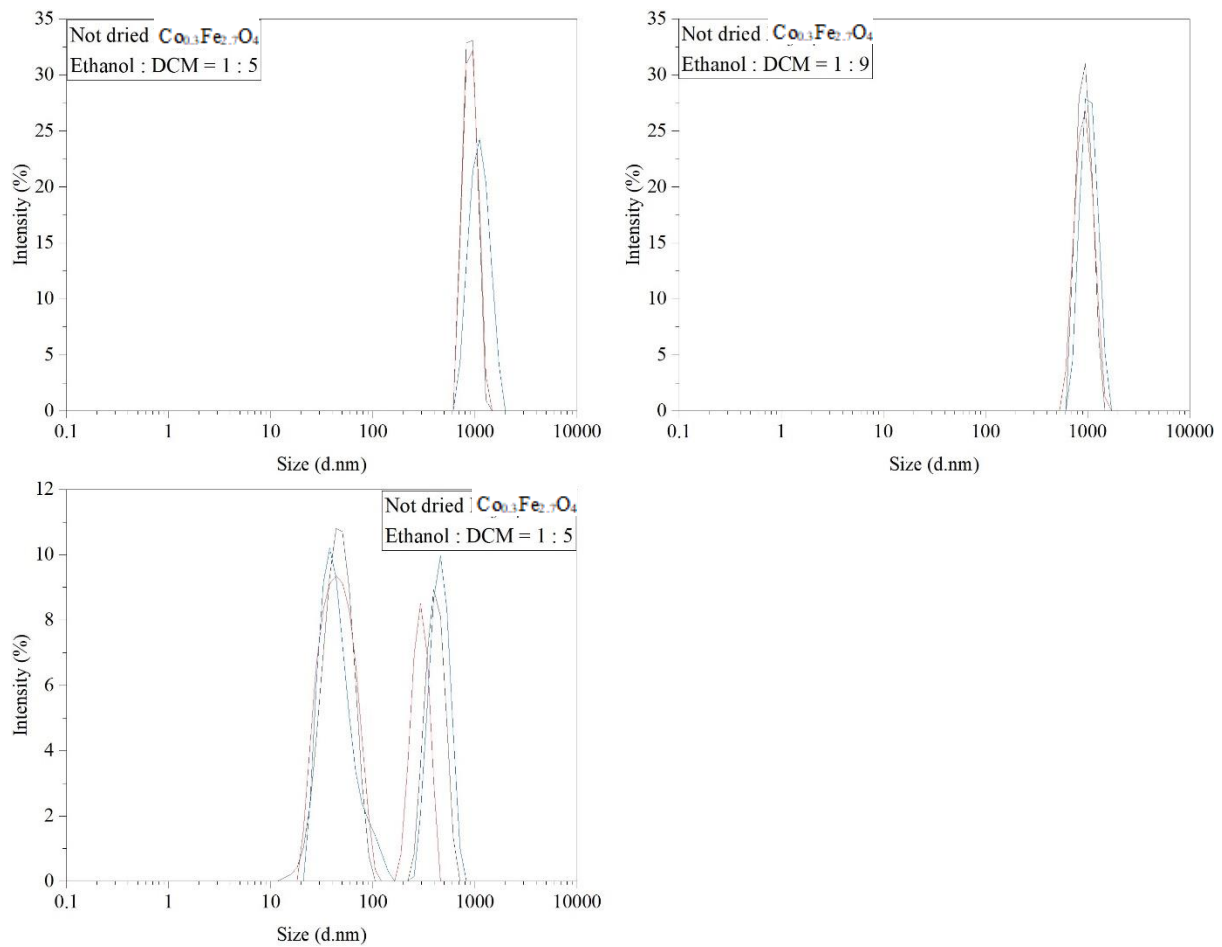 Not dried Co₀.₃Fe₂.₇O₄
Ethanol : DCM = 1 : 5
35
30
25
20
15
10
5
0
Intensity (%)
0.1 1 10 100 1000 10000
Size (d.nm)
Not dried Co₀.₃Fe₂.₇O₄
Ethanol : DCM = 1 : 9
35
30
25
20
15
10
5
0
Intensity (%)
0.1 1 10 100 1000 10000
Size (d.nm)
Not dried Co₀.₃Fe₂.₇O₄
Ethanol : DCM = 1 : 5
12
10
8
6
4
2
0
Intensity (%)
0.1 1 10 100 1000 10000
Size (d.nm)